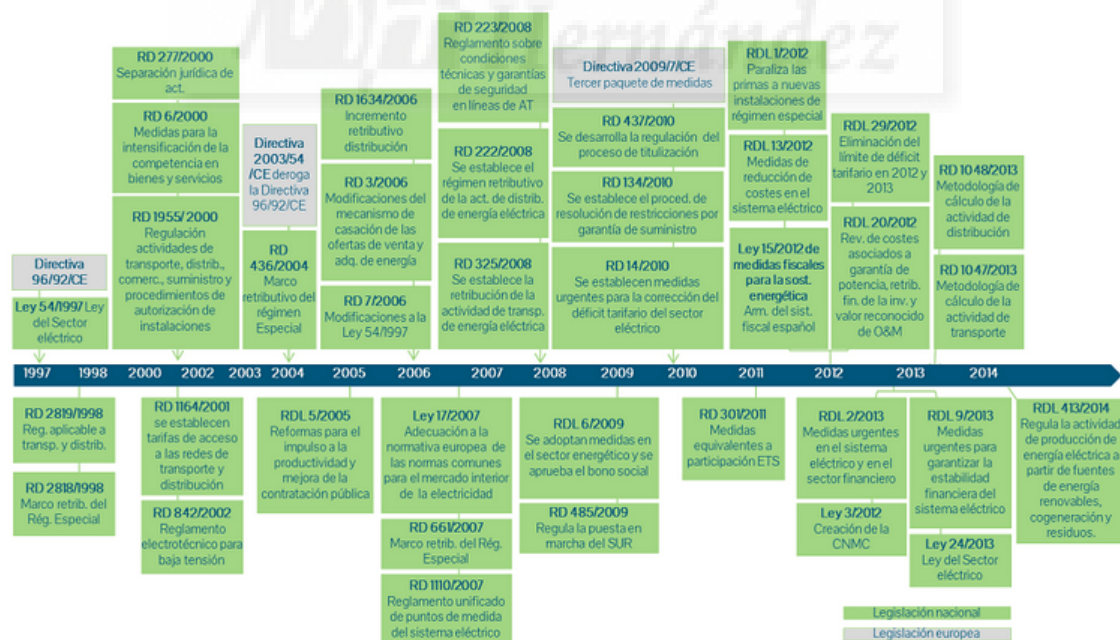 Hernández
RD 277/2000
Separación jurídica de
act.
RD 6/2000
Medidas para la
intensificación de la
competencia en
bienes y servicios
RD 1955/2000
Regulación
actividades de
transporte, distrib.,
comerc., suministro y
procedimientos de
autorización de
instalaciones
Directiva
96/92/CE
Ley 54/1997 Ley
del Sector
eléctrico
Directiva
2003/54
/CE deroga
la Directiva
96/92/CE
RD
436/2004
Marco
retributivo del
régimen
Especial
RD 1634/2006
Incremento
retributivo
distribución
RD 3/2006
Modificaciones del
mecanismo de
casación de las
ofertas de venta y
adq. de energía
RD 7/2006
Modificaciones a la
Ley 54/1997
RD 223/2008
Reglamento sobre
condiciones
técnicas y garantías
de seguridad
en líneas de AT
RD 222/2008
Se establece el
régimen retributivo
de la act. de distrib.
de energía eléctrica
RD 325/2008
Se establece la
retribución de la
actividad de transp.
de energía eléctrica
Directiva 2009/7/CE
Tercer paquete de medidas
RD 437/2010
Se desarrolla la regulación del
proceso de titulización
RD 134/2010
Se establece el proced. de
resolución de restricciones por
garantía de suministro
RD 14/2010
Se establecen medidas
urgentes para la corrección del
déficit tarifario del sector
eléctrico
RDL 1/2012
Paraliza las
primas a nuevas
instalaciones de
régimen especial
RDL 13/2012
Medidas de
reducción de
costes en el
sistema eléctrico
Ley 15/2012 de
medidas fiscales
para la sost.
energética
Arm. del sist.
fiscal español
RDL 29/2012
Eliminación del
límite de déficit
tarifario en 2012 y
2013
RDL 20/2012
Rev. de costes
asociados a
garantía de
potencia, retrib.
fin. de la inv. y
valor reconocido
de O&M
RD 1048/2013
Metodología de
cálculo de la
actividad de
distribución
RD 1047/2013
Metodología de
cálculo de la
actividad de
transporte
1997 1998 2000 2002 2003 2004 2005 2006 2007 2008 2009 2010 2011 2012 2013 2014
RD 2819/1998
Reg. aplicable a
transp. y distrib.
RD 2818/1998
Marco retrib. del
Rég. Especial
RD 1164/2001
se establecen
tarifas de acceso
a las redes de
transporte y
distribución
RD 842/2002
Reglamento
electrotécnico para
baja tensión
RDL 5/2005
Reformas para el
impulso a la
productividad y
mejora de la
contratación pública
Ley 17/2007
Adecuación a la
normativa europea de
las normas comunes
para el mercado interior
de la electricidad
RD 661/2007
Marco retrib. del Rég.
Especial
RD 1110/2007
Reglamento unificado
de puntos de medida
del sistema eléctrico
RDL 6/2009
Se adoptan medidas en
el sector energético y se
aprueba el bono social
RD 485/2009
Regula la puesta en
marcha del SUR
RD 301/2011
Medidas
equivalentes a
participación ETS
RDL 2/2013
Medidas urgentes
en el sistema
eléctrico y en el
sector financiero
Ley 3/2012
Creación de la
CNMC
RDL 9/2013
Medidas
urgentes para
garantizar la
estabilidad
financiera del
sistema eléctrico
Ley 24/2013
Ley del Sector
eléctrico
RDL 413/2014
Regula la actividad
de producción de
energía eléctrica a
partir de fuentes
de energía
renovables,
cogeneración y
residuos.
Legislación nacional
Legislación europea